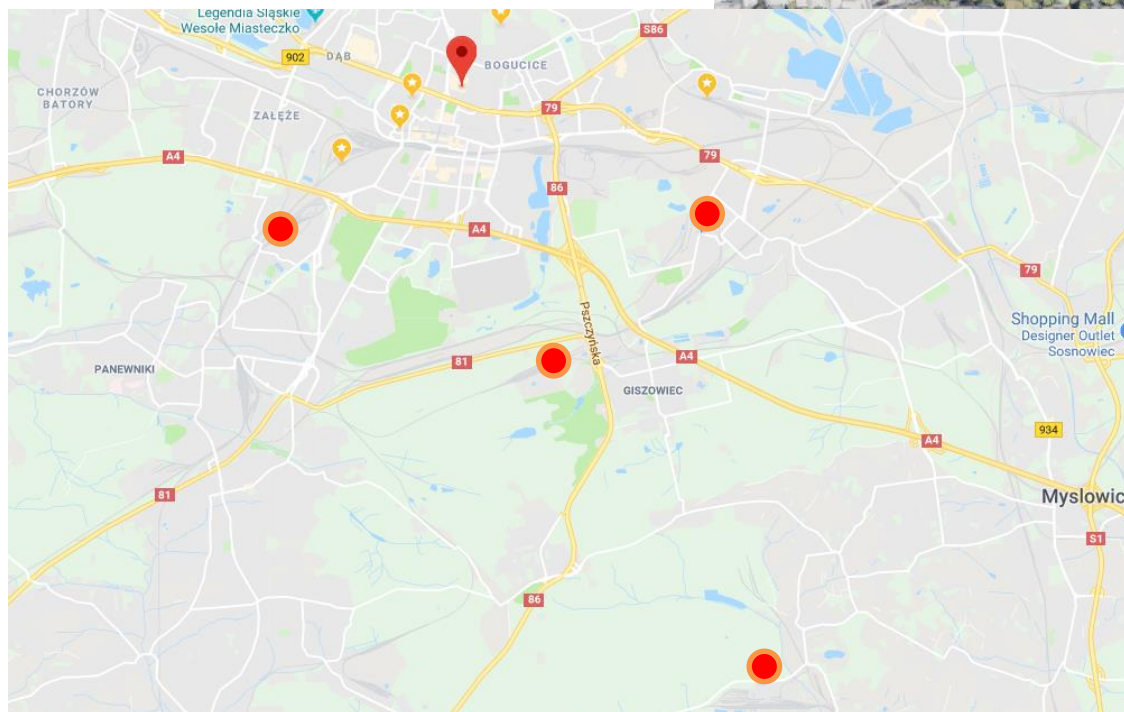 Legendia Śląskie
Wesołe Miasteczko
S86
902
DĄB
BOGUCICE
CHORZÓW
BATORY
ZAŁĘŻE
79
A4
79
86
A4
79
Pszczyńska
Shopping Mall
Designer Outlet
Sosnowiec
PANEWNIKI
81
A4
GISZOWIEC
934
A4
81
Myslowic
S1
86